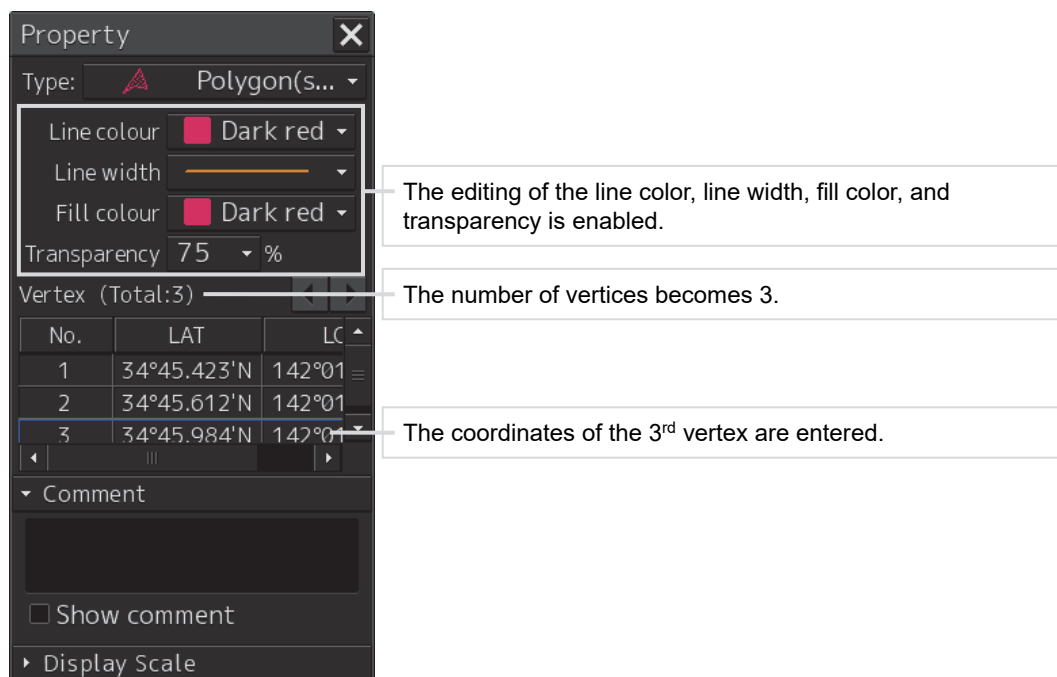 Property
Type: Polygon(s...
Line colour Dark red
Line width
Fill colour Dark red
Transparency 75 %
The editing of the line color, line width, fill color, and
transparency is enabled.
Vertex (Total:3)
The number of vertices becomes 3.
No. LAT LO
1 34°45.423'N 142°01
2 34°45.612'N 142°01
3 34°45.984'N 142°01
The coordinates of the 3rd vertex are entered.
Comment
Show comment
Display Scale